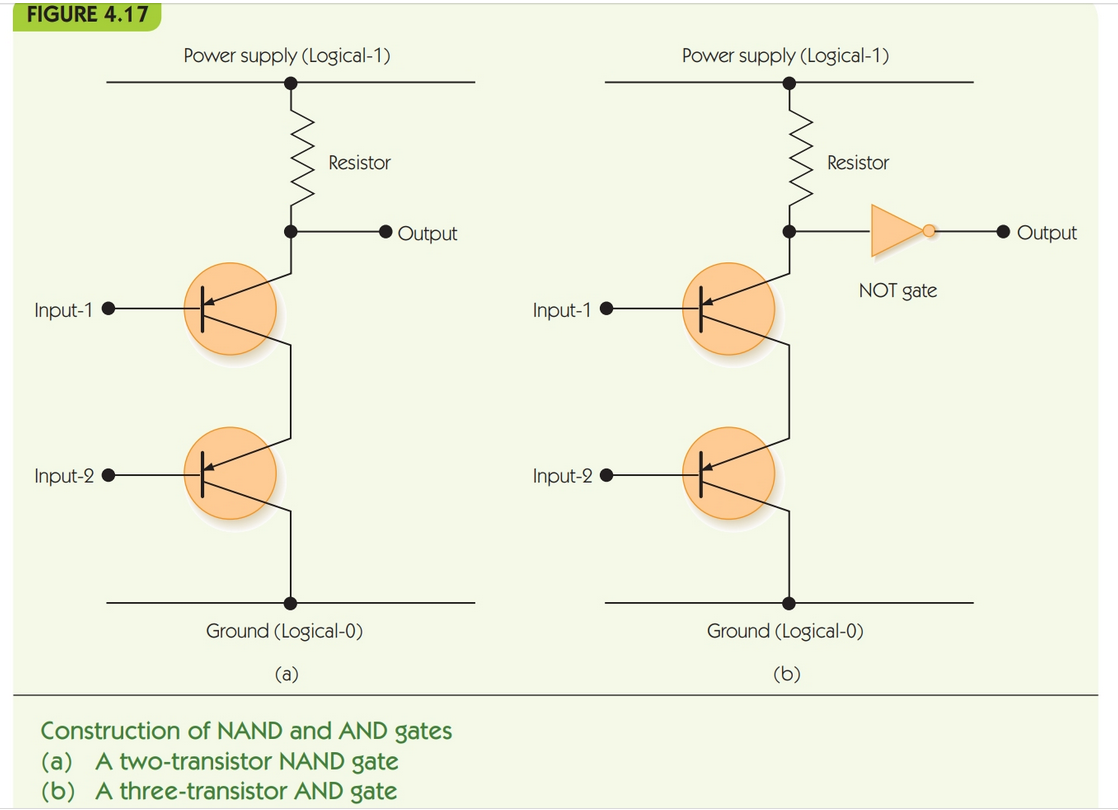 FIGURE 4.17
Power supply (Logical-1)
Resistor
Output
Input-1
Input-2
Ground (Logical-0)
(a)
Power supply (Logical-1)
Resistor
Output
NOT gate
Input-1
Input-2
Ground (Logical-0)
(b)
Construction of NAND and AND gates
(a) A two-transistor NAND gate
(b) A three-transistor AND gate